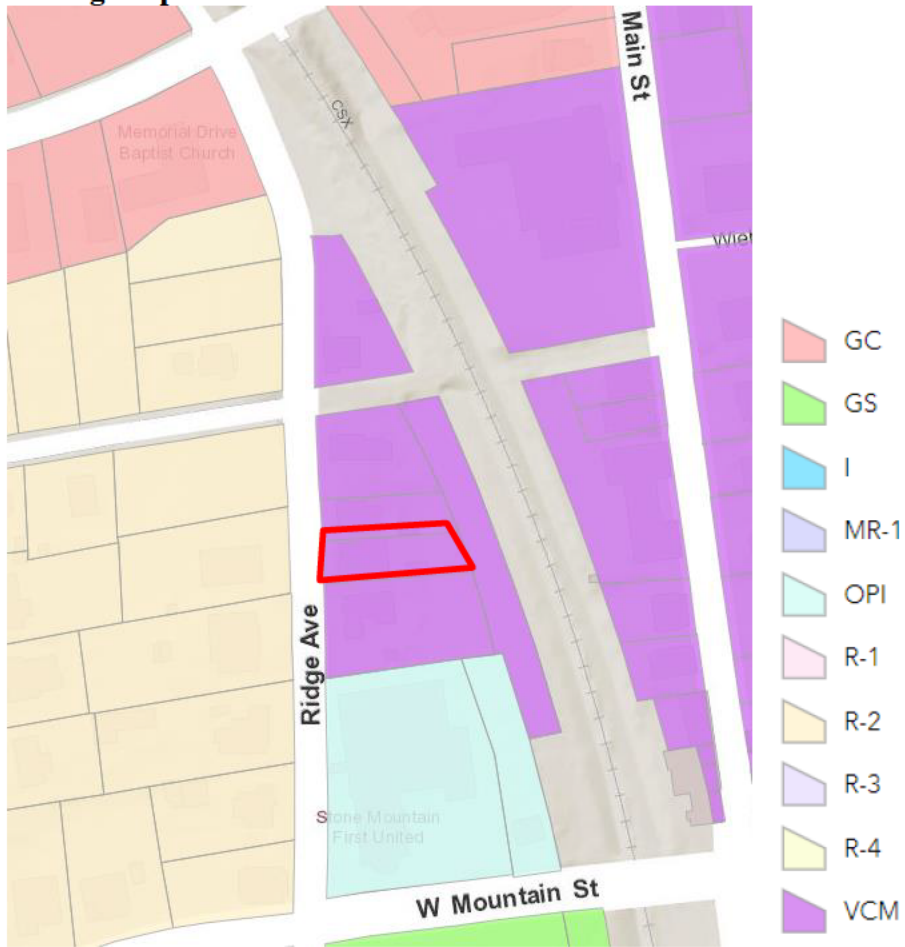 Main St
CSX
Memorial Drive
Baptist Church
Ridge Ave
Stone Mountain
First United
W Mountain St
GC
GS
I
MR-1
OPI
R-1
R-2
R-3
R-4
VCM